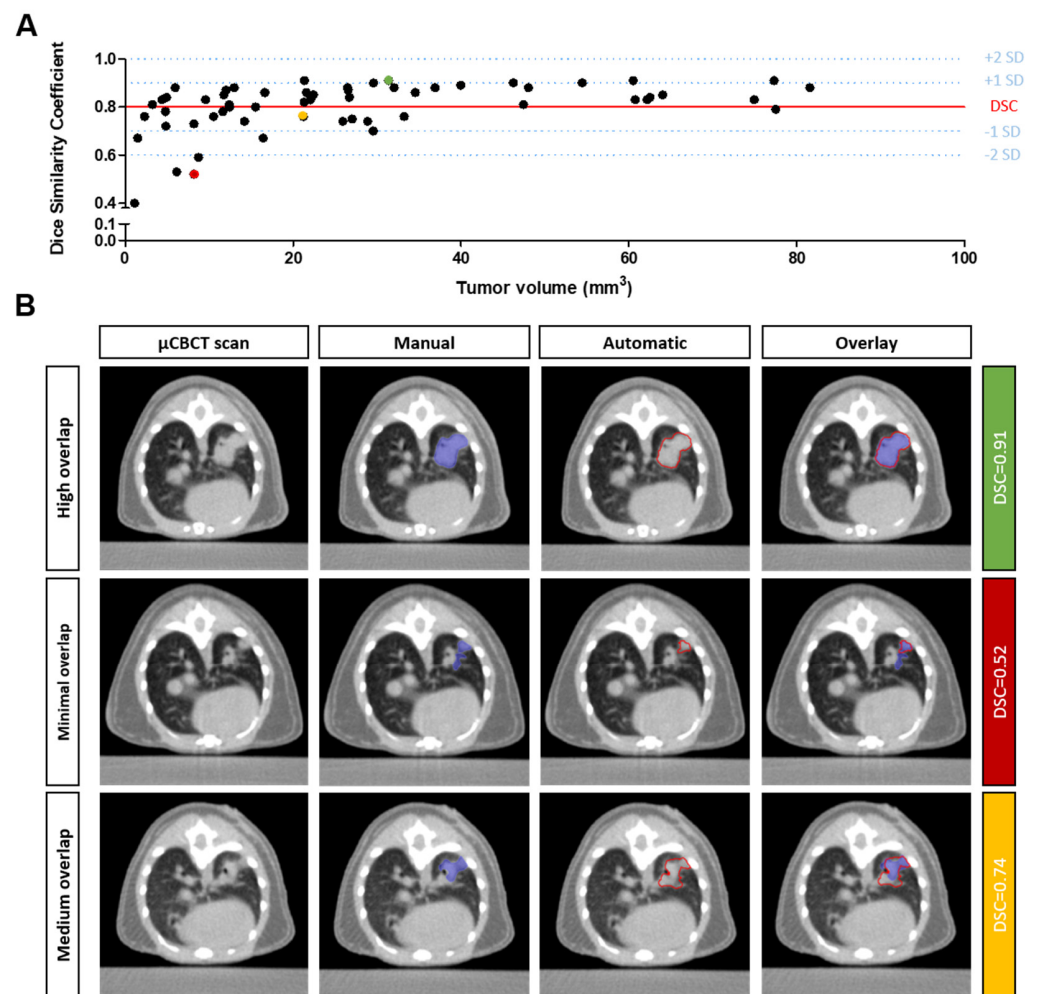 A
Dice Similarity Coefficient
1.0
0.8
0.6
0.4
0.1
0.0
+2 SD
+1 SD
DSC
-1 SD
-2 SD
0
20
40
60
80
100
Tumor volume (mm³)
B
µCBCT scan
Manual
Automatic
Overlay
High overlap
DSC=0.91
Minimal overlap
DSC=0.52
Medium overlap
DSC=0.74